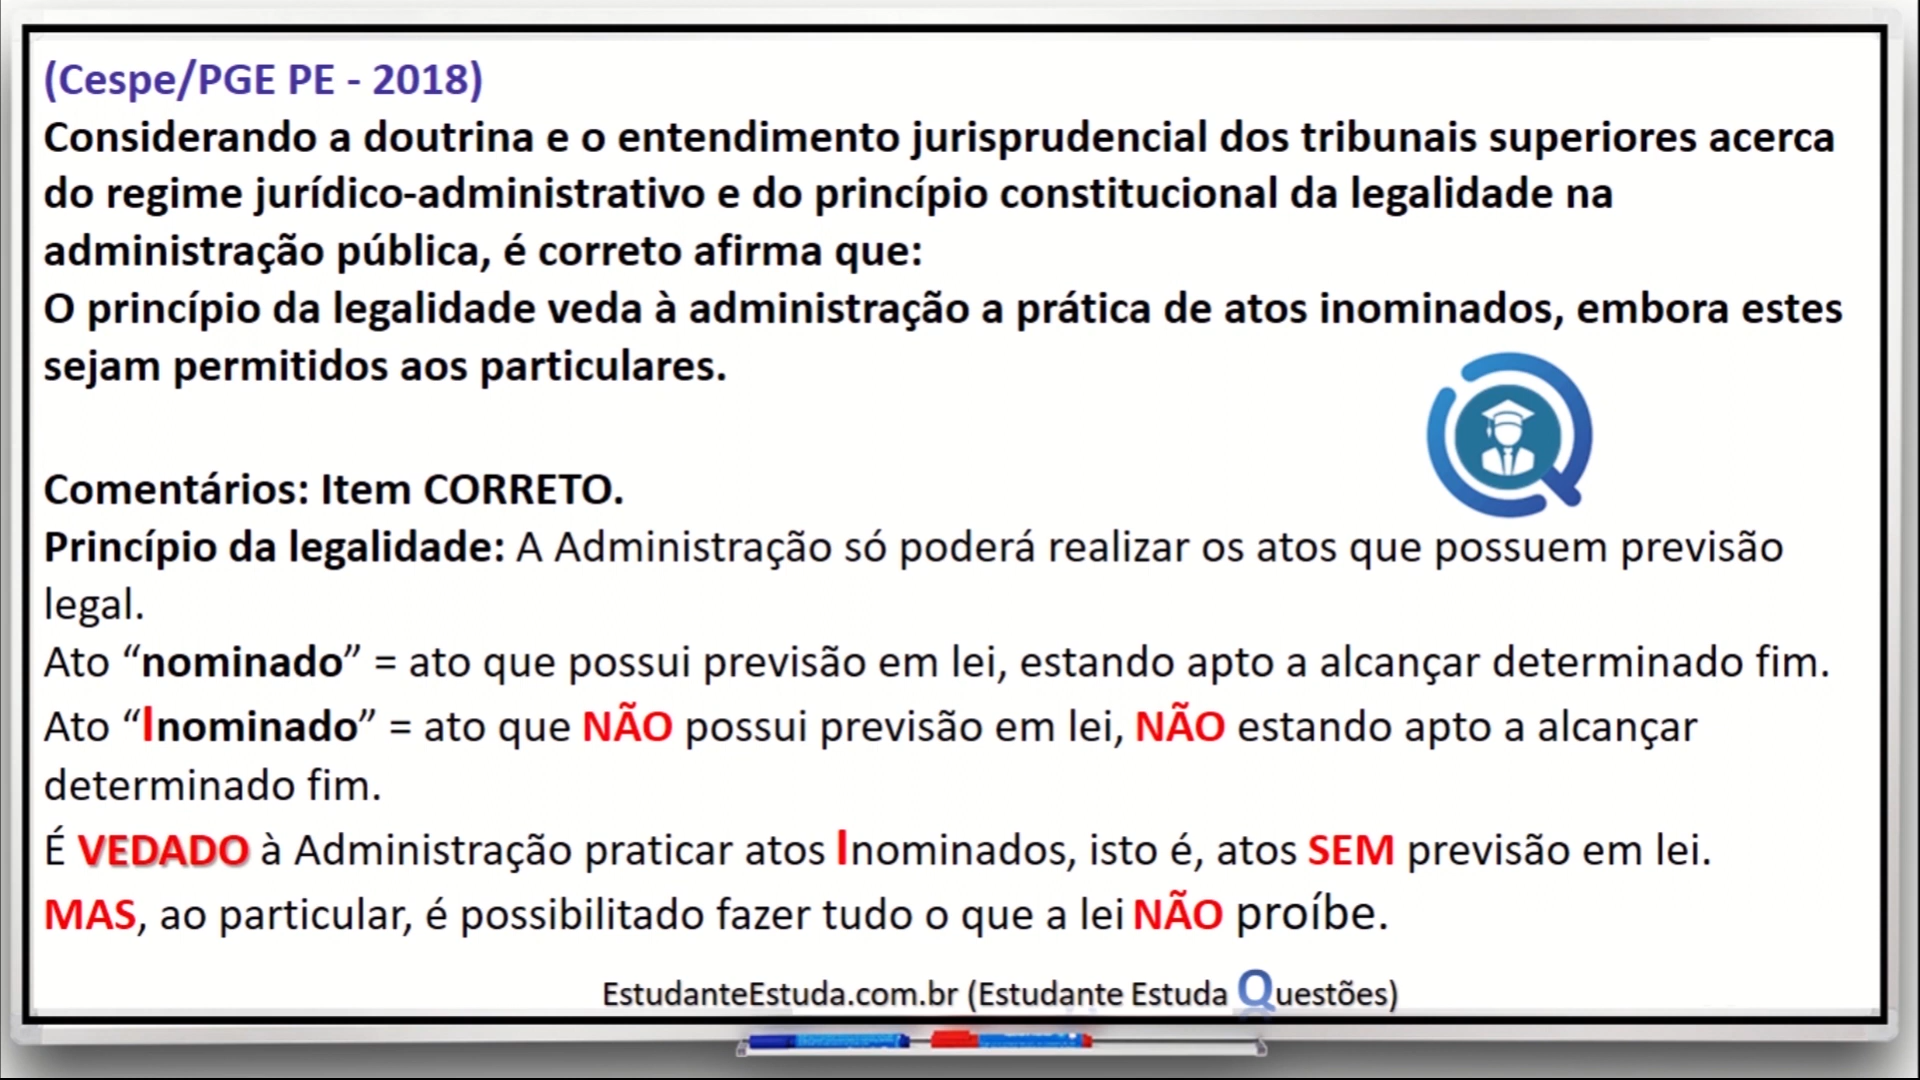 (Cespe/PGE PE - 2018)
Considerando a doutrina e o entendimento jurisprudencial dos tribunais superiores acerca
do regime jurídico-administrativo e do princípio constitucional da legalidade na
administração pública, é correto afirma que:
O princípio da legalidade veda à administração a prática de atos inominados, embora estes
sejam permitidos aos particulares.
Comentários: Item CORRETO.
Princípio da legalidade: A Administração só poderá realizar os atos que possuem previsão
legal.
Ato “nominado” = ato que possui previsão em lei, estando apto a alcançar determinado fim.
Ato “Inominado” = ato que NÃO possui previsão em lei, NÃO estando apto a alcançar
determinado fim.
É VEDADO à Administração praticar atos Inominados, isto é, atos SEM previsão em lei.
MAS, ao particular, é possibilitado fazer tudo o que a lei NÃO proíbe.
EstudanteEstuda.com.br (Estudante Estuda Questões)